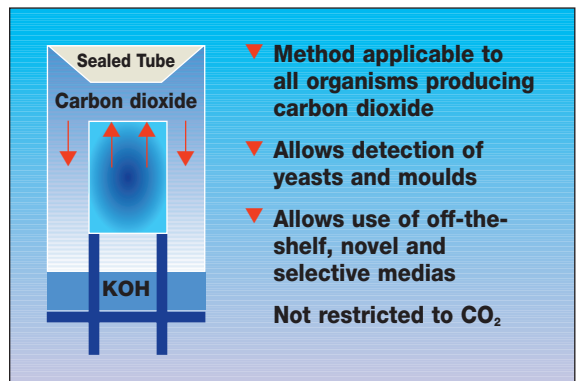 Sealed Tube
Carbon dioxide
KOH
Method applicable to
all organisms producing
carbon dioxide
Allows detection of
yeasts and moulds
Allows use of off-the-
shelf, novel and
selective medias
Not restricted to CO₂